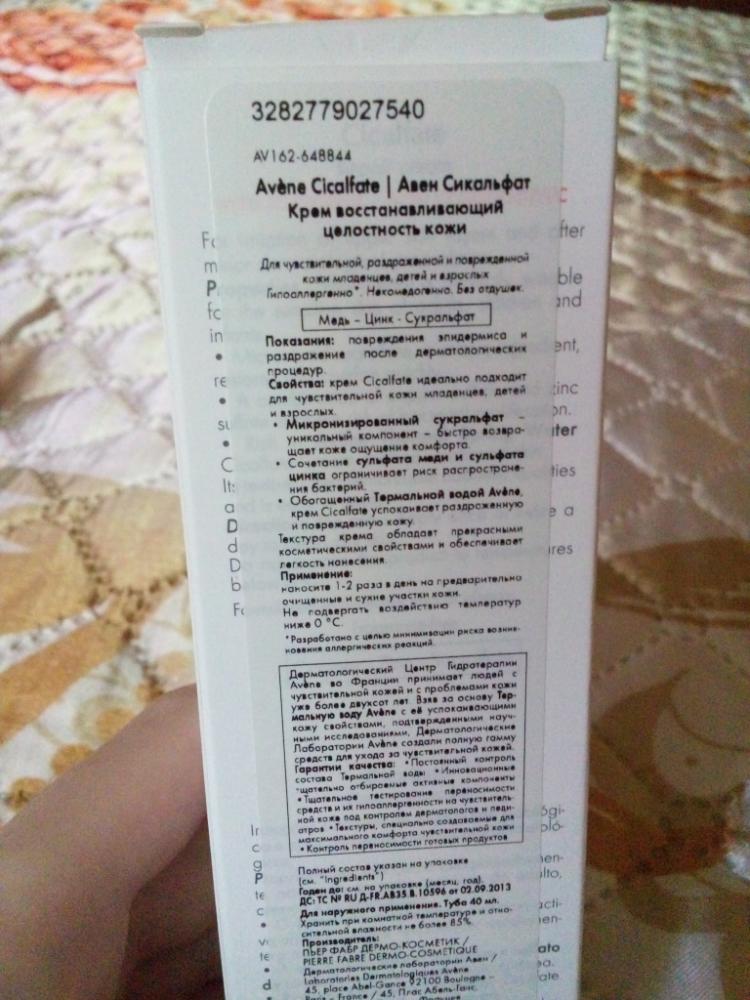 3282779027540
AV162-648844
Avène Cicalfate | Авен Сикальфат
Крем восстанавливающий
целостность кожи
Для чувствительной, раздраженной и поврежденной
кожи младенцев, детей и взрослых
Гипоаллергенно*. Некомедогенно. Без отдушек.
Медь – Цинк - Сукральфат
Показания: повреждения эпидермиса и
раздражение после дерматологических
процедур.
Свойства: крем Cicalfate идеально подходит
для чувствительной кожи младенцев, детей
и взрослых.
• Микронизированный сукральфат –
уникальный компонент – быстро возвра-
щает коже ощущение комфорта.
• Сочетание сульфата меди и сульфата
цинка ограничивает риск распростране-
ния бактерий.
• Обогащенный Термальной водой Avène,
крем Cicalfate успокаивает раздраженную
и поврежденную кожу.
Текстура крема обладает прекрасными
косметическими свойствами и обеспечивает
легкость нанесения.
Применение:
наносите 1-2 раза в день на предварительно
очищенные и сухие участки кожи.
Не подвергать воздействию температур
ниже 0 °C.
*Разработано с целью минимизации риска возник-
новения аллергических реакций.
Дерматологический Центр Гидротерапии
Avène во Франции принимает людей с
чувствительной кожей и с проблемами кожи
уже более двухсот лет. Взяв за основу Тер-
мальную воду Avène с её успокаивающими
кожу свойствами, подтвержденными науч-
ными исследованиями, Дерматологические
Лаборатории Avène создали полную гамму
средств для ухода за чувствительной кожей.
Гарантии качества: • Постоянный контроль
состава Термальной воды • Инновационные
тщательно отбираемые активные компоненты
• Тщательное тестирование переносимости
средств и их гипоаллергенности на чувствитель-
ной коже под контролем дерматологов и педи-
атров • Текстуры, специально создаваемые для
максимального комфорта чувствительной кожи
• Контроль переносимости готовых продуктов
Полный состав указан на упаковке
(см. "Ingredients")
Годен до: см. на упаковке (месяц, год).
ДС: ТС № RU Д-FR.АВ35.В.10596 от 02.09.2013
Для наружного применения. Туба 40 мл.
Хранить при комнатной температуре и отно-
сительной влажности не более 85%.
Производитель:
ПЬЕР ФАБР ДЕРМО-КОСМЕТИК /
PIERRE FABRE DERMO-COSMETIQUE
Дерматологические лаборатории Авен /
Laboratoires Dermatologiques Avène
45, place Abel-Gance 92100 Boulogne –
France / 45, Плас Абель-Ганс,